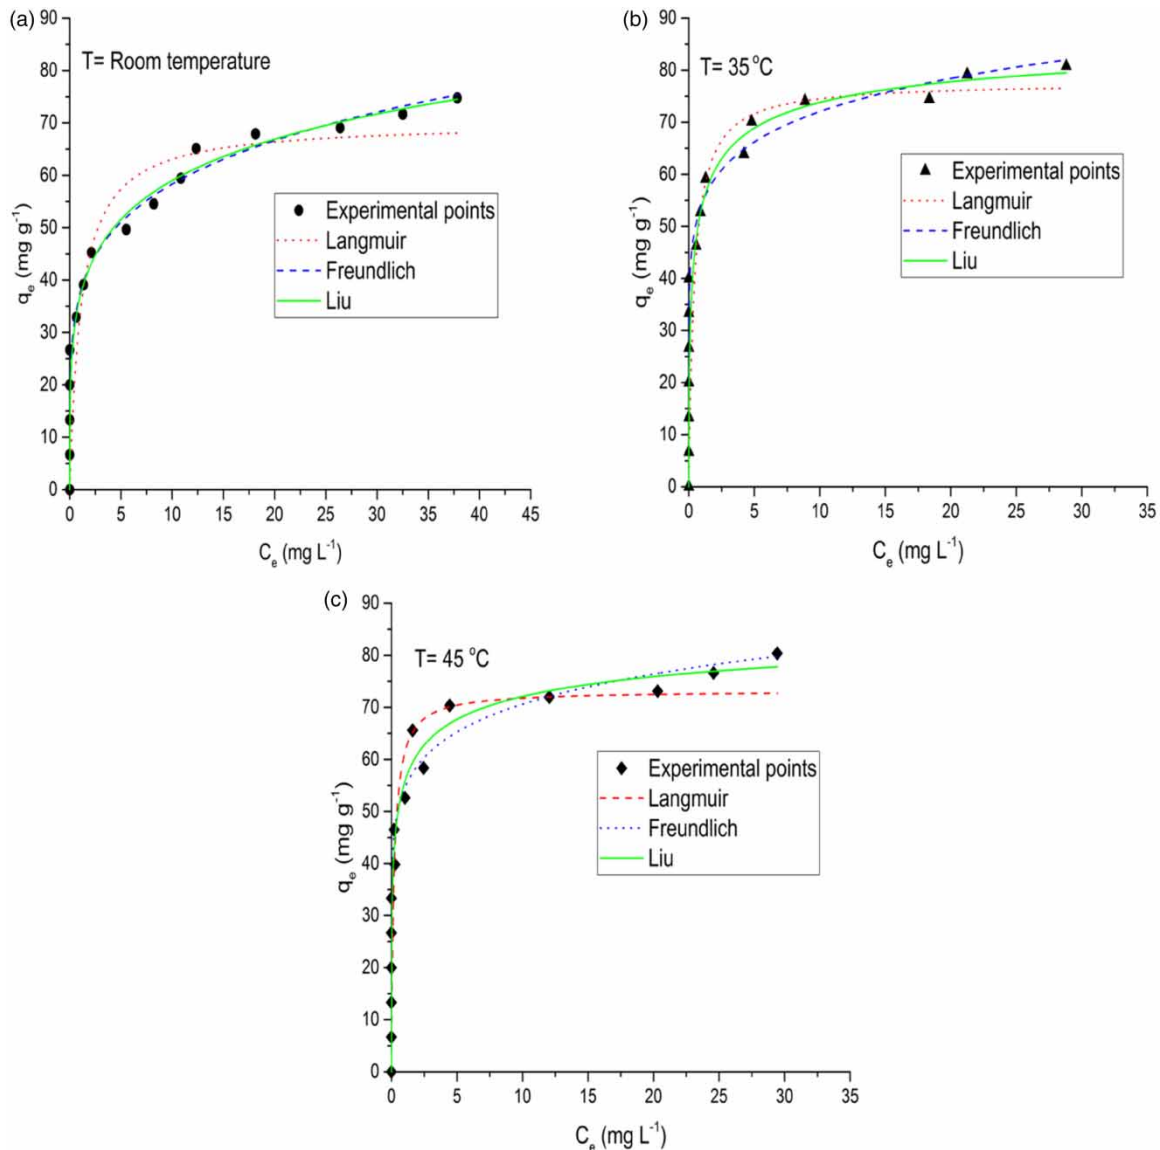 (a)
T= Room temperature
90
80
70
60
50
40
30
20
10
0
qe (mg g-1)
Experimental points
Langmuir
Freundlich
Liu
0 5 10 15 20 25 30 35 40 45
Ce (mg L-1)
(b)
T= 35 oC
90
80
70
60
50
40
30
20
10
0
qe (mg g-1)
Experimental points
Langmuir
Freundlich
Liu
0 5 10 15 20 25 30 35
Ce (mg L-1)
(c)
T= 45 oC
90
80
70
60
50
40
30
20
10
0
qe (mg g-1)
Experimental points
Langmuir
Freundlich
Liu
0 5 10 15 20 25 30 35
Ce (mg L-1)